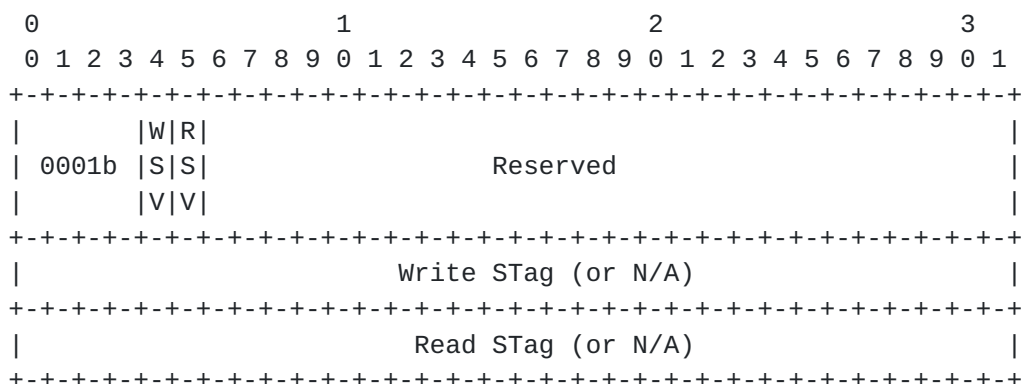 0                   1                   2                   3
 0 1 2 3 4 5 6 7 8 9 0 1 2 3 4 5 6 7 8 9 0 1 2 3 4 5 6 7 8 9 0 1
+-+-+-+-+-+-+-+-+-+-+-+-+-+-+-+-+-+-+-+-+-+-+-+-+-+-+-+-+-+-+-+-+
|       |W|R|                                                   |
| 0001b |S|S|                  Reserved                         |
|       |V|V|                                                   |
+-+-+-+-+-+-+-+-+-+-+-+-+-+-+-+-+-+-+-+-+-+-+-+-+-+-+-+-+-+-+-+-+
|                        Write STag (or N/A)                    |
+-+-+-+-+-+-+-+-+-+-+-+-+-+-+-+-+-+-+-+-+-+-+-+-+-+-+-+-+-+-+-+-+
|                         Read STag (or N/A)                    |
+-+-+-+-+-+-+-+-+-+-+-+-+-+-+-+-+-+-+-+-+-+-+-+-+-+-+-+-+-+-+-+-+